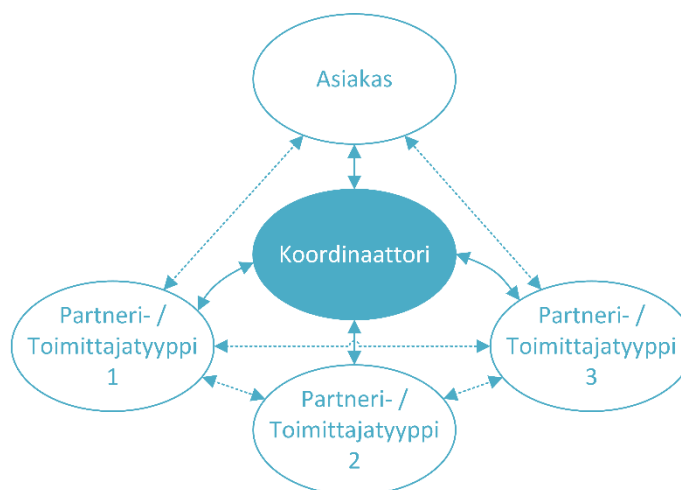 Asiakas
Koordinaattori
Partneri- /
Toimittajatyyppi
1
Partneri- /
Toimittajatyyppi
2
Partneri- /
Toimittajatyyppi
3